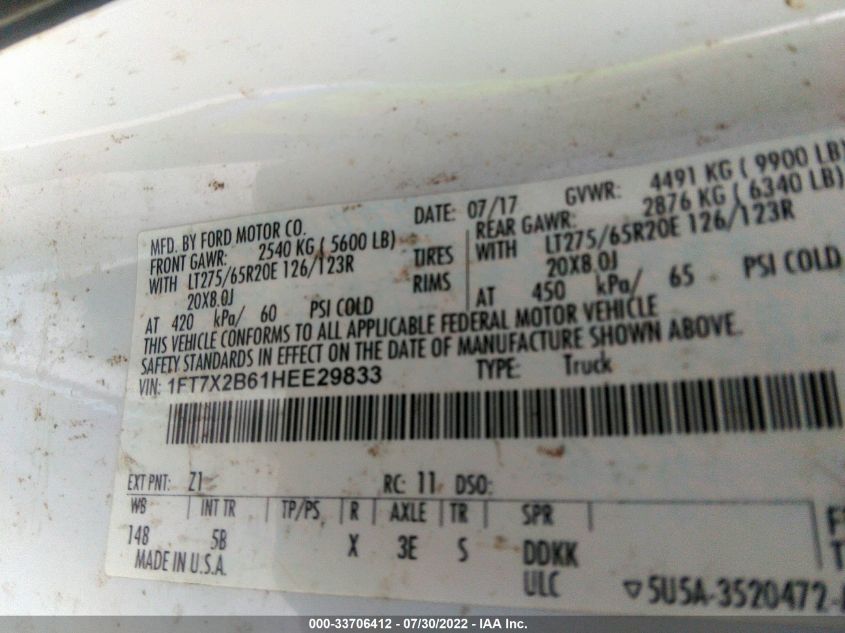 MFD. BY FORD MOTOR CO.
DATE: 07/17 GVWR: 4491 KG ( 9900 LB)
FRONT GAWR: 2540 KG ( 5600 LB)
REAR GAWR: 2876 KG ( 6340 LB)
WITH LT275/65R20E 126/123R TIRES
WITH LT275/65R20E 126/123R
20X8.0J RIMS
20X8.0J
AT 420 kPa/ 60 PSI COLD
AT 450 kPa/ 65 PSI COLD
THIS VEHICLE CONFORMS TO ALL APPLICABLE FEDERAL MOTOR VEHICLE
SAFETY STANDARDS IN EFFECT ON THE DATE OF MANUFACTURE SHOWN ABOVE.
VIN: 1FT7X2B61HEE29833 TYPE: Truck
EXT PNT: Z1 RC: 11 DSO:
WB INT TR TP/PS R AXLE TR SPR
148 5B X 3E S DDKK
MADE IN U.S.A. ULC
5U5A-3520472-
000-33706412 - 07/30/2022 - IAA Inc.